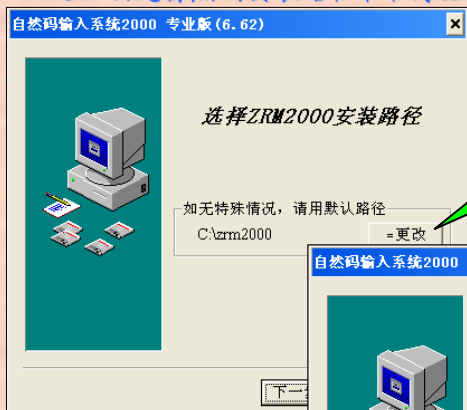 自然码输入系统2000 专业版(6.62)
选择ZRM2000安装路径
如无特殊情况，请用默认路径
C:\zrm2000
=更改
自然码输入系统2000
下一